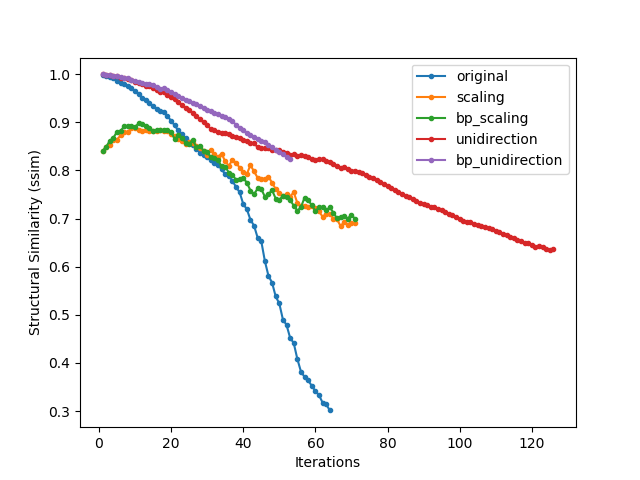 1.0
0.9
0.8
0.7
0.6
0.5
0.4
0.3
Structural Similarity (ssim)
original
scaling
bp_scaling
unidirection
bp_unidirection
0 20 40 60 80 100 120
Iterations